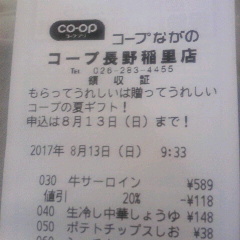 co-op
コープながの
コープ長野稲里店
Tel 026-283-4455
領収証
もらってうれしいは贈ってうれしい
コープの夏ギフト!
申込は8月13日(日)まで!
2017年 8月13日(日) 9:33
030 牛サーロイン ¥589
値引 20% -¥118
040 生冷し中華しょうゆ ¥148
050 ポテトチップスしお ¥38